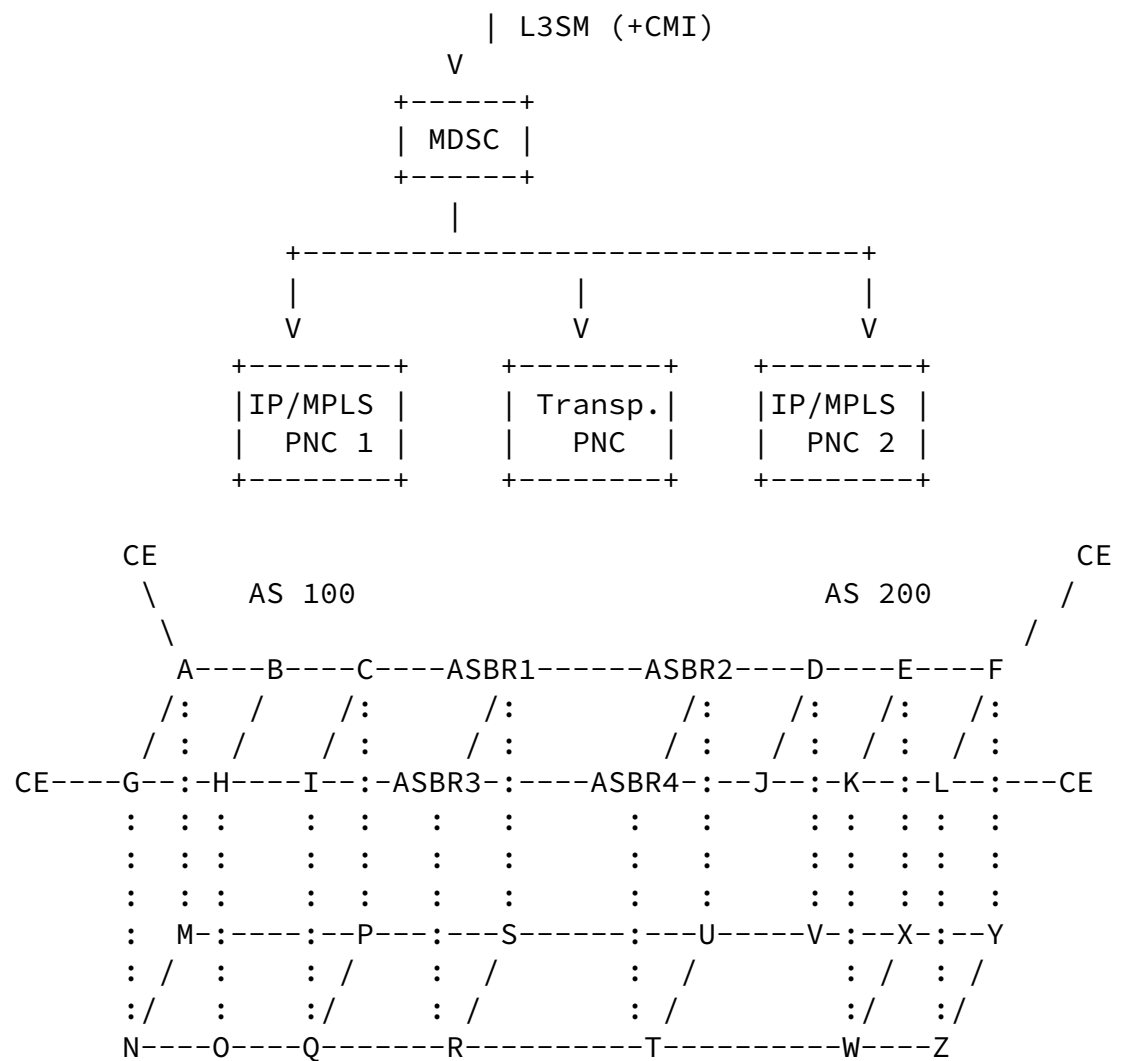 | L3SM (+CMI)
V
+------+
| MDSC |
+------+
|
+-------------------------------+
| | |
V V V
+--------+ +--------+ +--------+
|IP/MPLS | | Transp.| |IP/MPLS |
| PNC 1 | | PNC | | PNC 2 |
+--------+ +--------+ +--------+
CE CE
\ AS 100 AS 200 /
\ /
A----B----C----ASBR1------ASBR2----D----E----F
/: / /: /: /: /: /: /:
/ : / / : / : / : / : / : / :
CE----G--:-H----I--:-ASBR3-:----ASBR4-:--J--:-K--:-L--:---CE
: : : : : : : : : : : : : :
: : : : : : : : : : : : : :
: : : : : : : : : : : : : :
: M-:----:--P---:---S------:---U-----V-:--X-:--Y
: / : : / : / : / : / : /
:/ : :/ : / : / :/ :/
N----O---Q-------R----------T----------W----Z